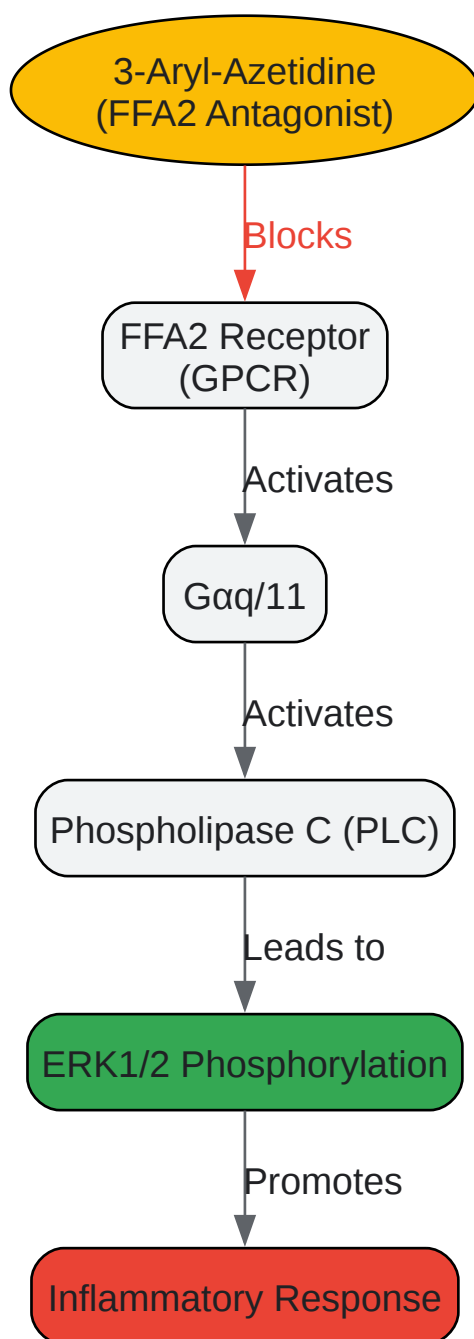 3-Aryl-Azetidine
(FFA2 Antagonist)
Blocks
FFA2 Receptor
(GPCR)
Activates
Gαq/11
Activates
Phospholipase C (PLC)
Leads to
ERK1/2 Phosphorylation
Promotes
Inflammatory Response